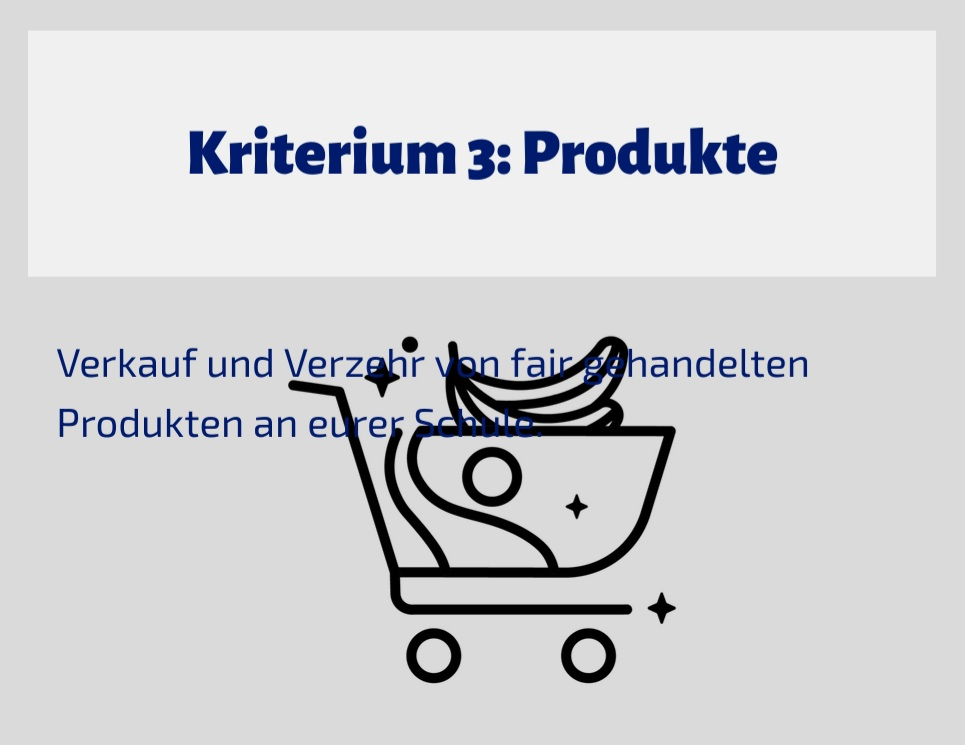 Kriterium 3: Produkte
Verkauf und Verzehr von fair gehandelten
Produkten an eurer Schule.